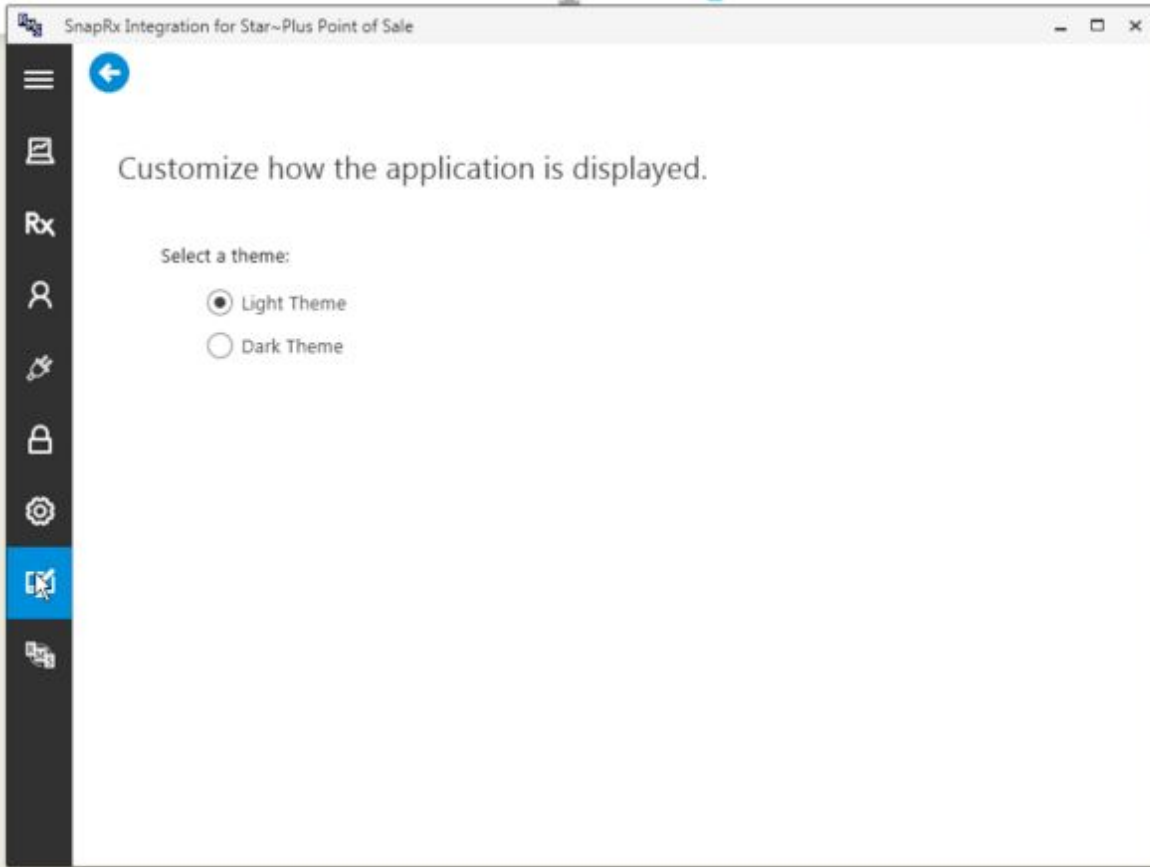 SnapRx Integration for Star~Plus Point of Sale
Customize how the application is displayed.
Rx
Select a theme:
Light Theme
Dark Theme